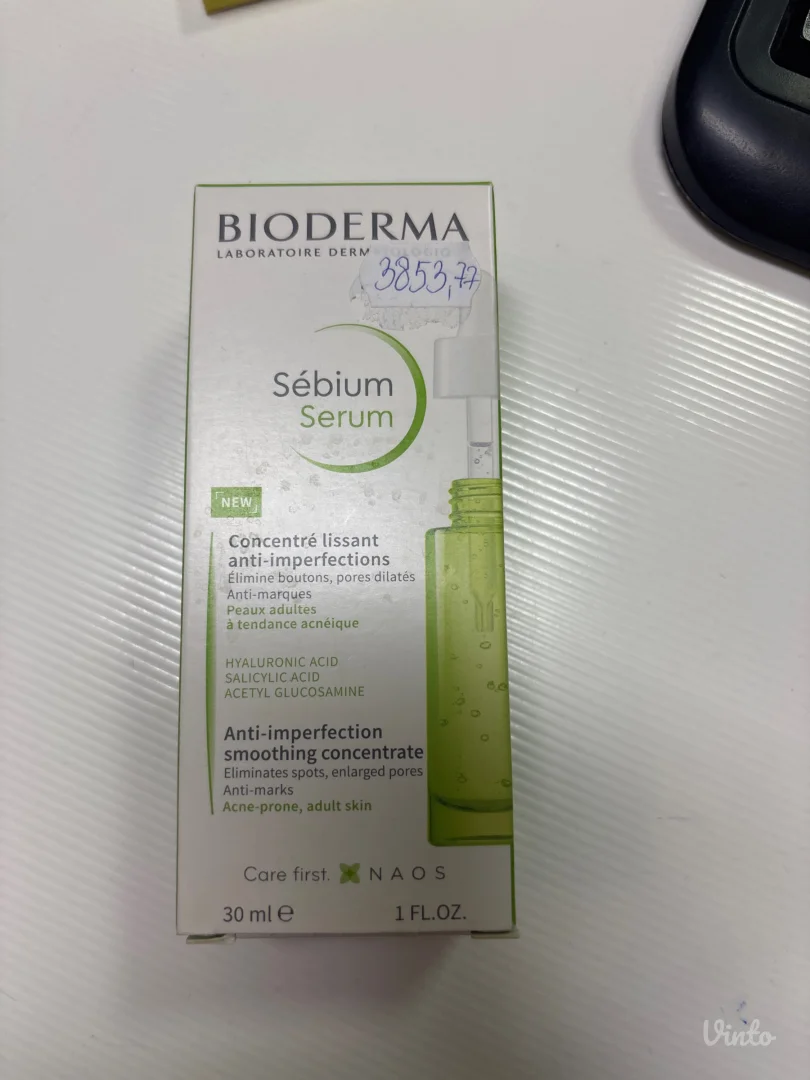 BIODERMA
LABORATOIRE DERM
3853,77
Sébium
Serum
NEW
Concentré lissant
anti-imperfections
Élimine boutons, pores dilatés
Anti-marques
Peaux adultes
à tendance acnéique
HYALURONIC ACID
SALICYLIC ACID
ACETYL GLUCOSAMINE
Anti-imperfection
smoothing concentrate
Eliminates spots, enlarged pores
Anti-marks
Acne-prone, adult skin
Care first. NAOS
30 ml e 1 FL.OZ.
Vinto